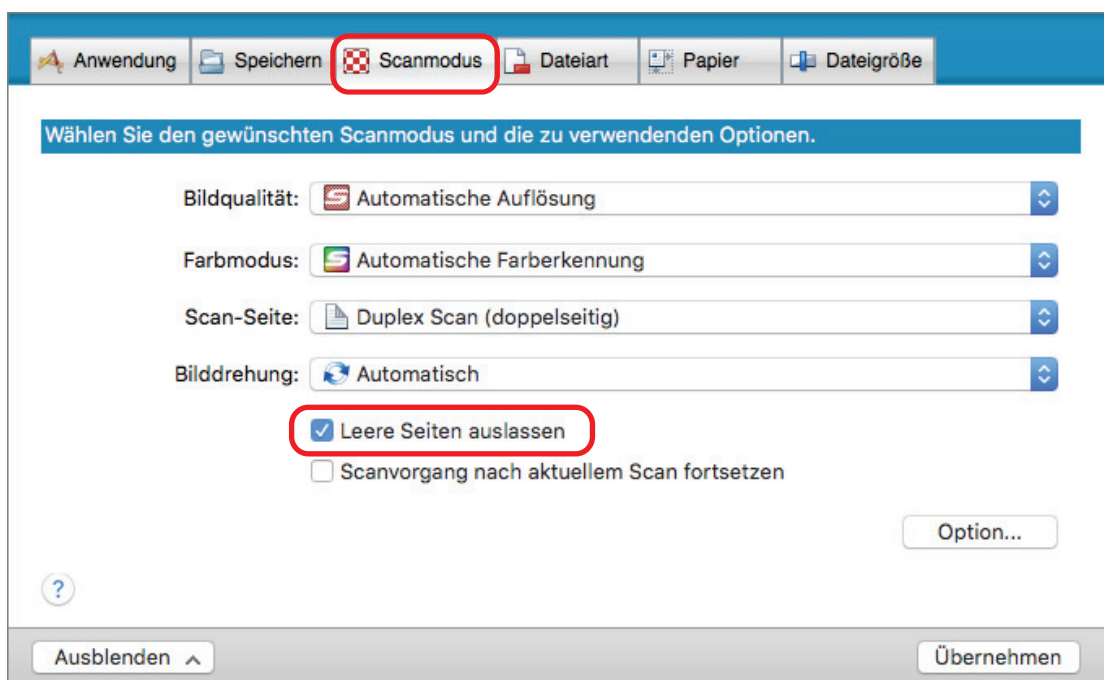 Anwendung Speichern Scanmodus Dateiart Papier Dateigröße
Wählen Sie den gewünschten Scanmodus und die zu verwendenden Optionen.
Bildqualität: Automatische Auflösung
Farbmodus: Automatische Farberkennung
Scan-Seite: Duplex Scan (doppelseitig)
Bilddrehung: Automatisch
Leere Seiten auslassen
Scanvorgang nach aktuellem Scan fortsetzen
Option...
?
Ausblenden Übernehmen